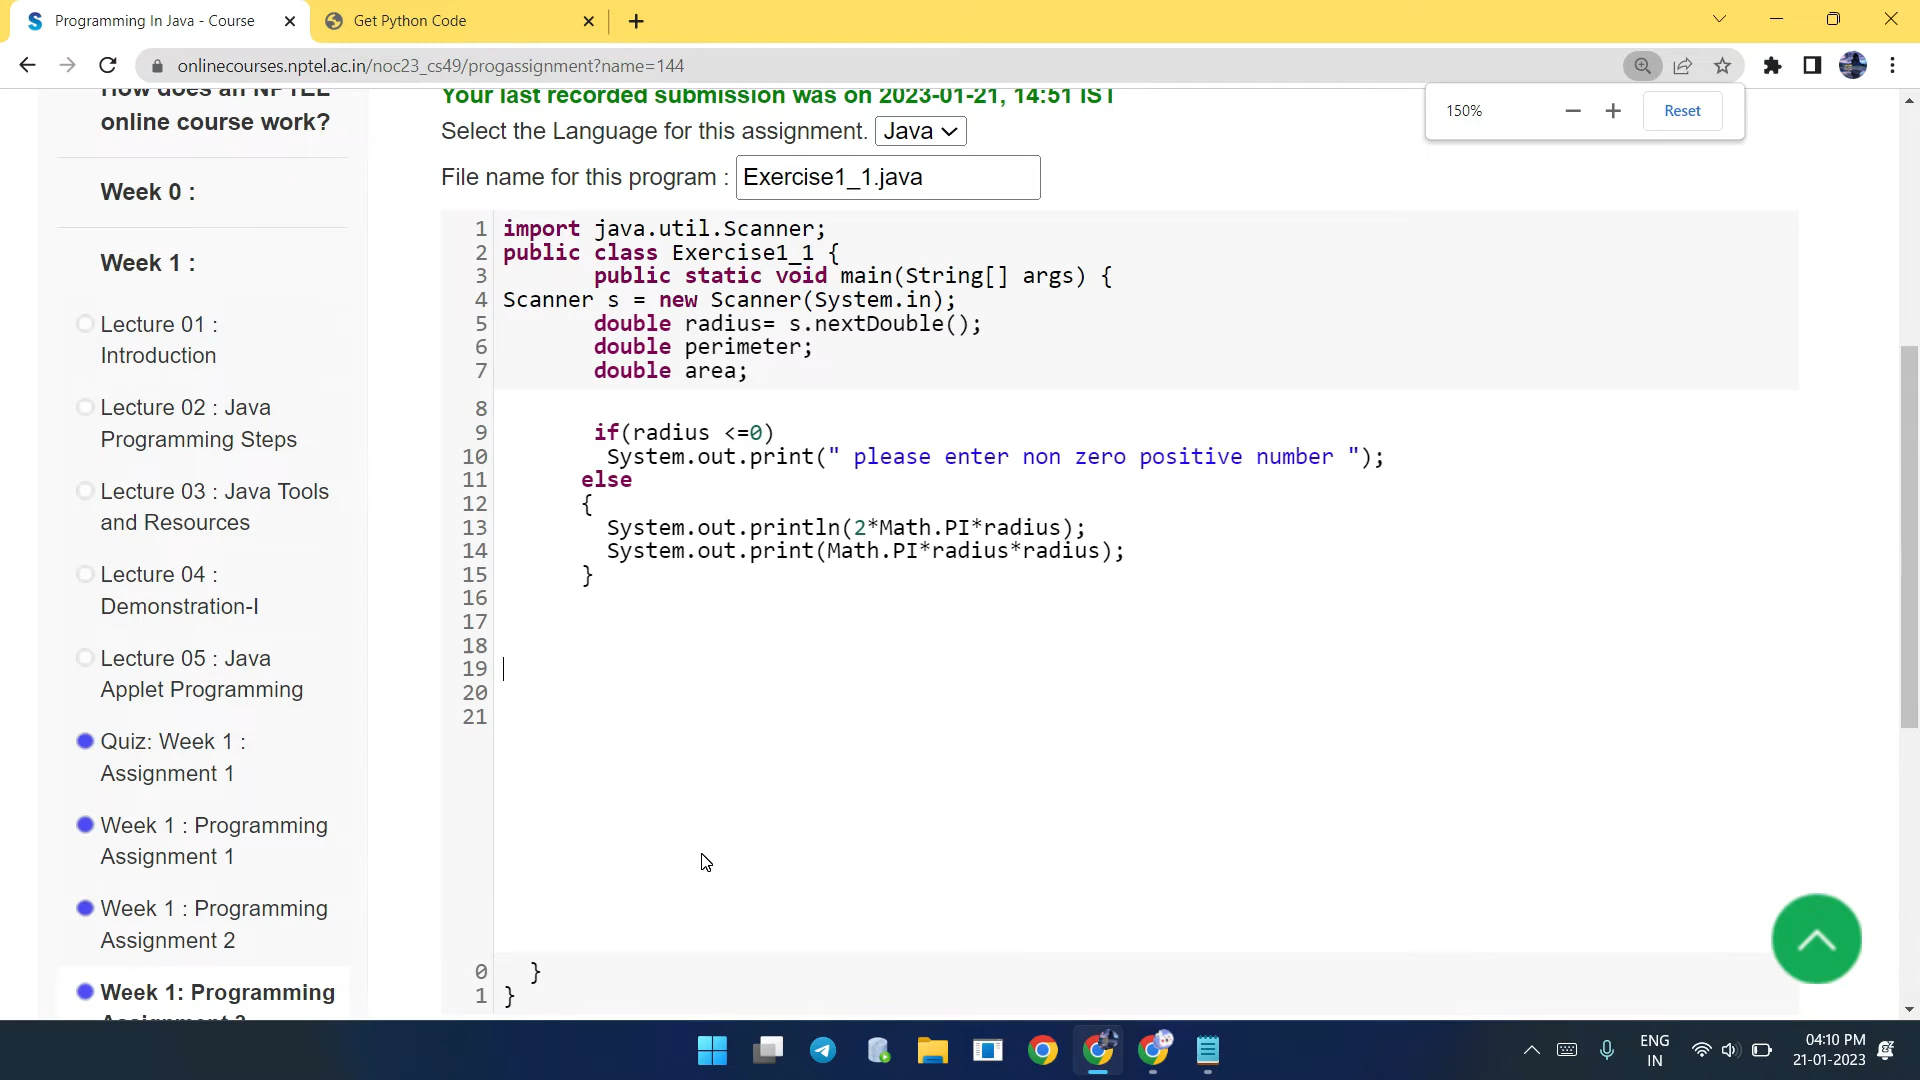 Programming In Java - Course
Get Python Code
onlinecourses.nptel.ac.in/noc23_cs49/progassignment?name=144
150%
Reset
How does an NPTEL
online course work?
Week 0 :
Week 1 :
Lecture 01 :
Introduction
Lecture 02 : Java
Programming Steps
Lecture 03 : Java Tools
and Resources
Lecture 04 :
Demonstration-I
Lecture 05 : Java
Applet Programming
Quiz: Week 1 :
Assignment 1
Week 1 : Programming
Assignment 1
Week 1 : Programming
Assignment 2
Week 1: Programming
Your last recorded submission was on 2023-01-21, 14:51 IST
Select the Language for this assignment. Java
File name for this program : Exercise1_1.java
1 import java.util.Scanner;
2 public class Exercise1_1 {
3 public static void main(String[] args) {
4 Scanner s = new Scanner(System.in);
5 double radius= s.nextDouble();
6 double perimeter;
7 double area;
8
9 if(radius <=0)
10 System.out.print(" please enter non zero positive number ");
11 else
12 {
13 System.out.println(2*Math.PI*radius);
14 System.out.print(Math.PI*radius*radius);
15 }
16
17
18
19
20
21
0 }
1 }
ENG
IN
04:10 PM
21-01-2023